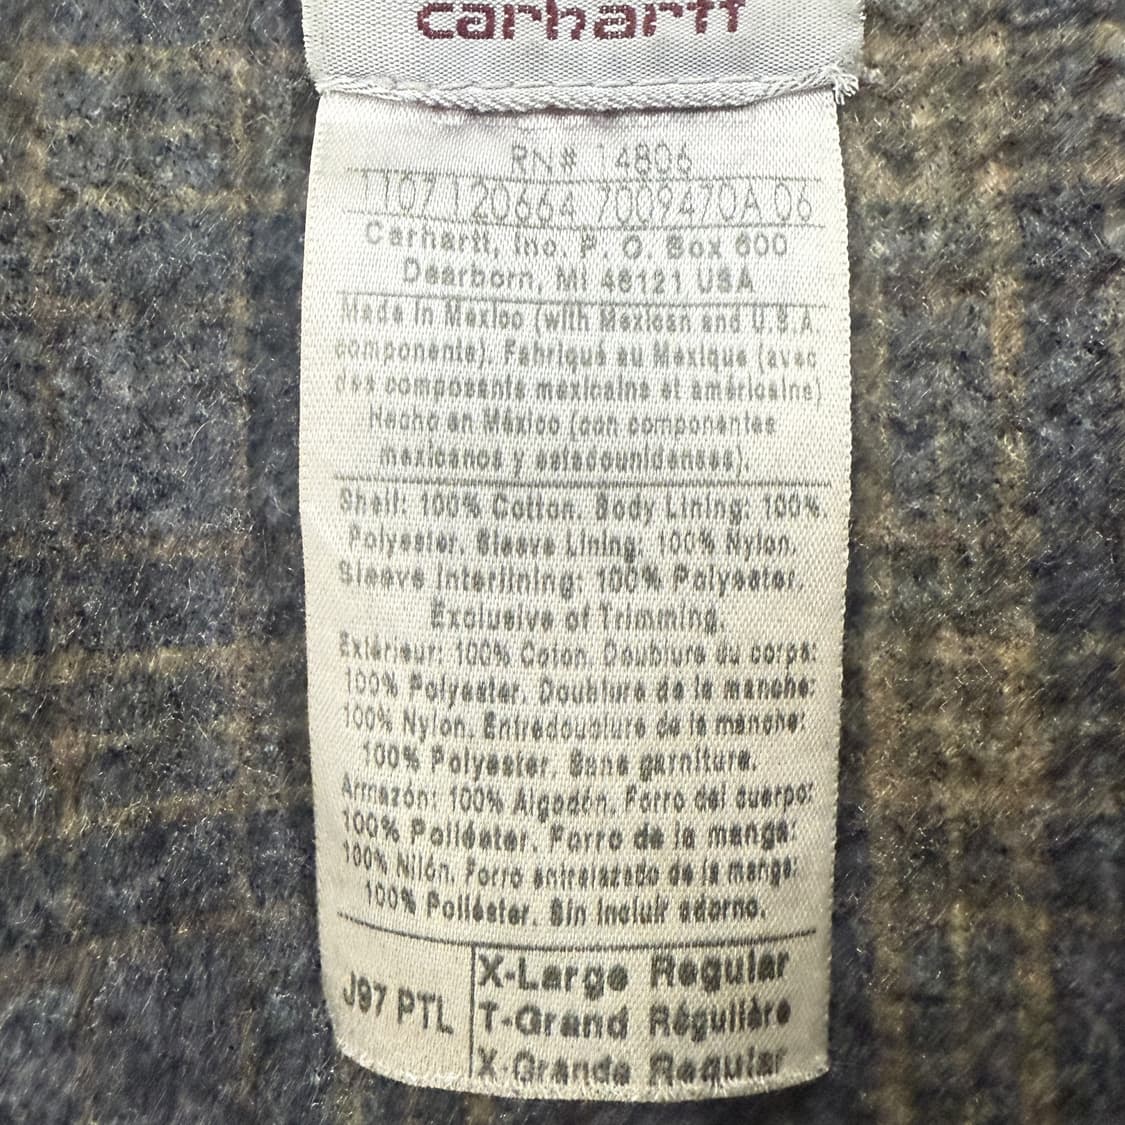 carhartt
RN# 14806
1107 120664 7009470A 06
Carhartt, Inc. P. O. Box 600
Dearborn, MI 48121 USA
Made in Mexico (with Mexican and U.S.A.
components). Fabriqué au Mexique (avec
des composants mexicains et américains)
Hecho en México (con componentes
mexicanos y estadounidenses).
Shell: 100% Cotton. Body Lining: 100%
Polyester. Sleeve Lining: 100% Nylon.
Sleeve Interlining: 100% Polyester.
Exclusive of Trimming.
Extérieur: 100% Coton. Doublure du corps:
100% Polyester. Doublure de la manche:
100% Nylon. Entredoublure de la manche:
100% Polyester. Sans garniture.
Armazón: 100% Algodón. Forro del cuerpo:
100% Poliéster. Forro de la manga:
100% Nilón. Forro entrelazado de la manga:
100% Poliéster. Sin incluir adorno.
J97 PTL
X-Large Regular
T-Grand Régulière
X-Grande Regular